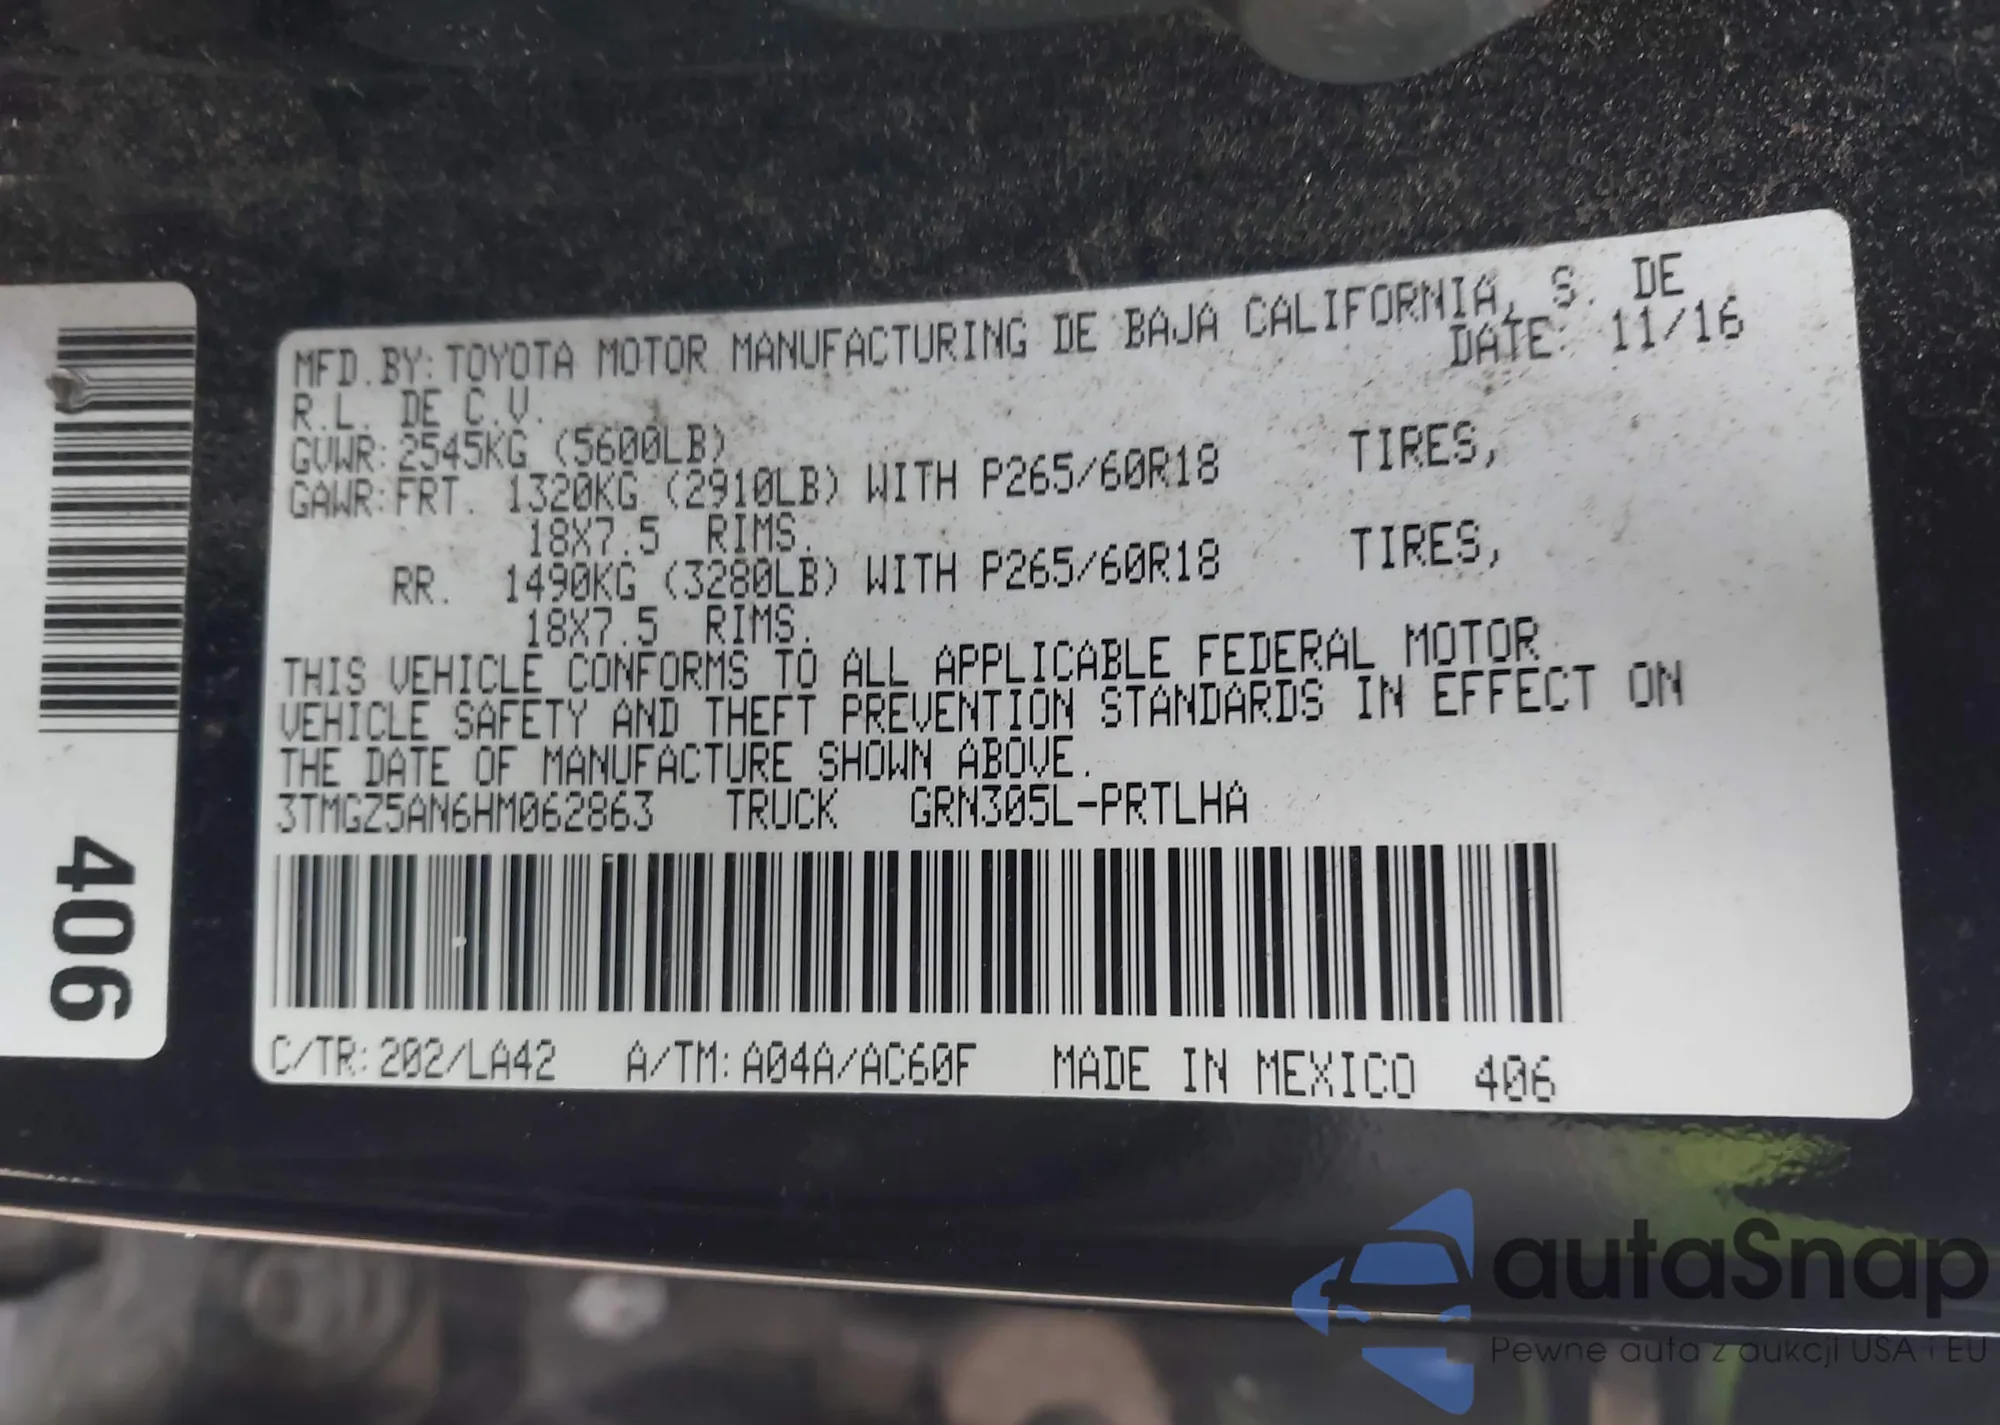 MFD.BY:TOYOTA MOTOR MANUFACTURING DE BAJA CALIFORNIA, S. DE
R.L. DE C.V. DATE: 11/16
GVWR:2545KG (5600LB)
GAWR:FRT. 1320KG (2910LB) WITH P265/60R18 TIRES,
18X7.5 RIMS.
RR. 1490KG (3280LB) WITH P265/60R18 TIRES,
18X7.5 RIMS.
THIS VEHICLE CONFORMS TO ALL APPLICABLE FEDERAL MOTOR
VEHICLE SAFETY AND THEFT PREVENTION STANDARDS IN EFFECT ON
THE DATE OF MANUFACTURE SHOWN ABOVE.
3TMGZ5AN6HM062863 TRUCK GRN305L-PRTLHA
C/TR:202/LA42 A/TM:A04A/AC60F MADE IN MEXICO 406
406
autaSnap
Pewne auta z aukcji USA i EU